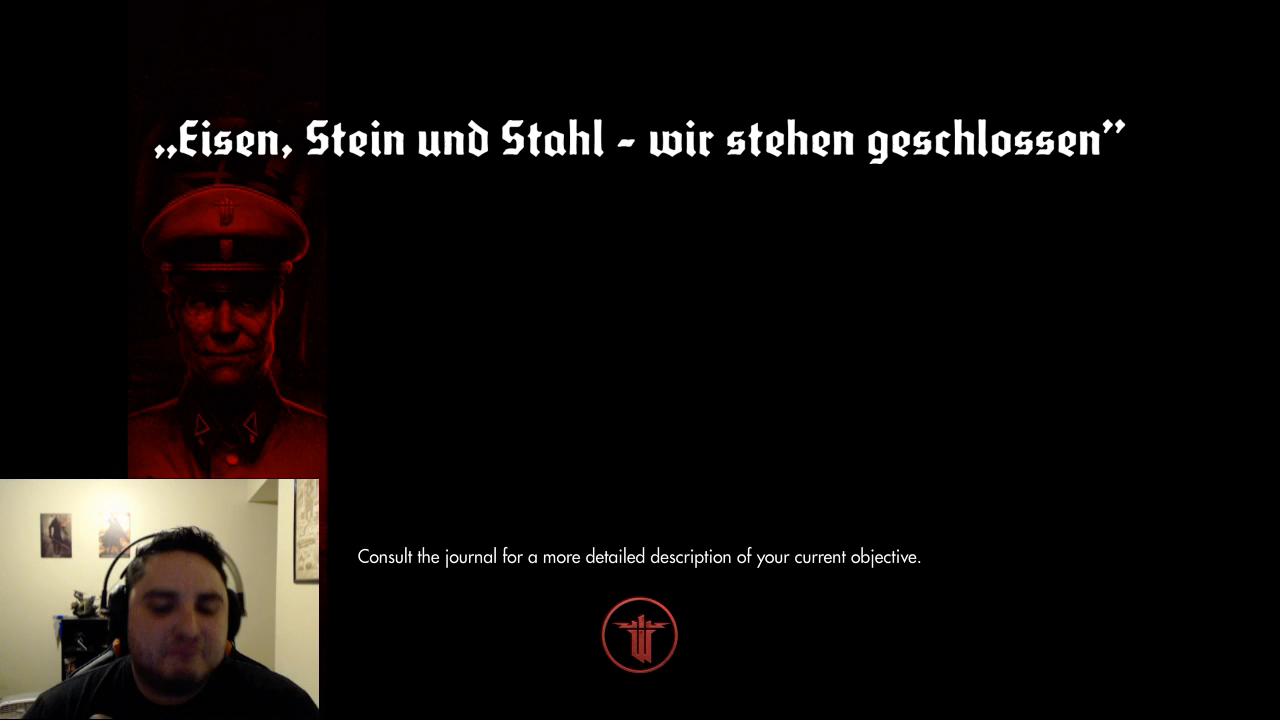 „Eisen, Stein und Stahl - wir stehen geschlossen”
Consult the journal for a more detailed description of your current objective.